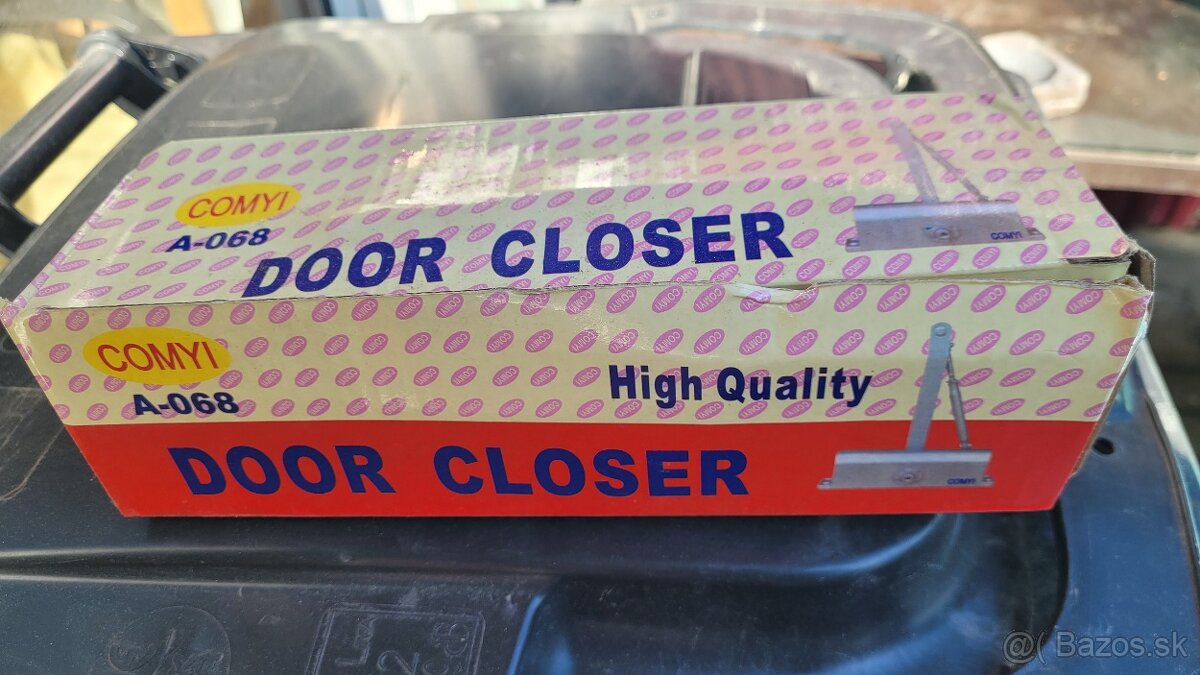 COMYI
A-068
DOOR CLOSER
COMYI
COMYI
A-068
High Quality
DOOR CLOSER
COMYI
@( Bazos.sk